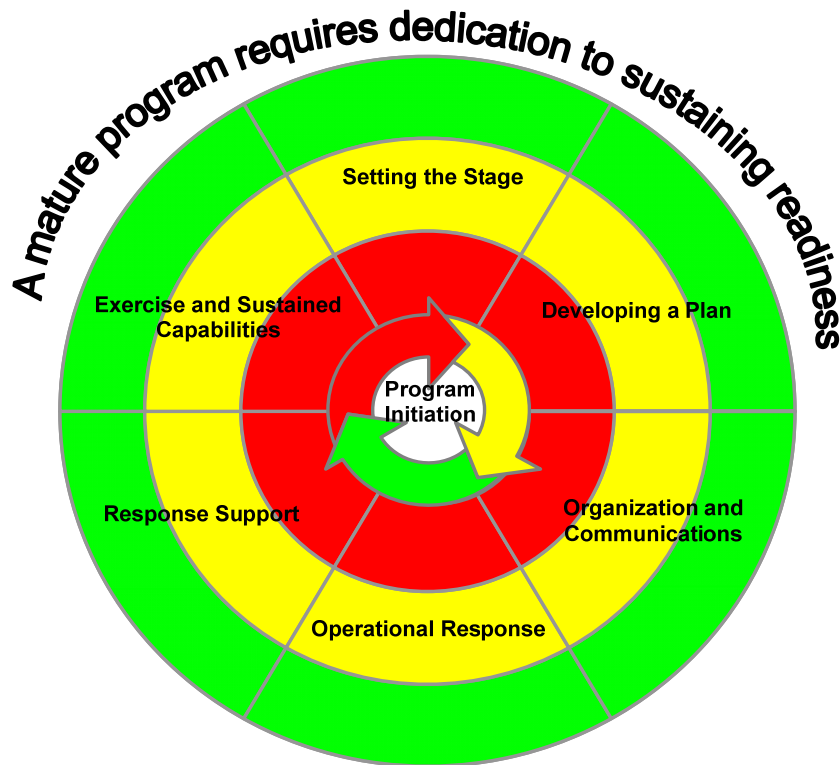 A mature program requires dedication to sustaining readiness
Setting the Stage
Exercise and Sustained
Capabilities
Developing a Plan
Program
Initiation
Response Support
Organization and
Communications
Operational Response